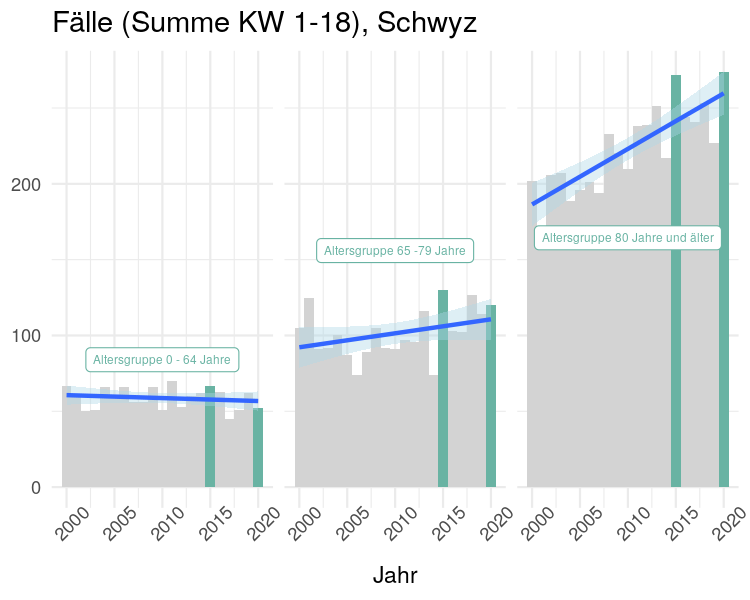 Fälle (Summe KW 1-18), Schwyz
200
100
0
Altersgruppe 0 - 64 Jahre
Altersgruppe 65 -79 Jahre
Altersgruppe 80 Jahre und älter
2000 2005 2010 2015 2020
2000 2005 2010 2015 2020
2000 2005 2010 2015 2020
Jahr